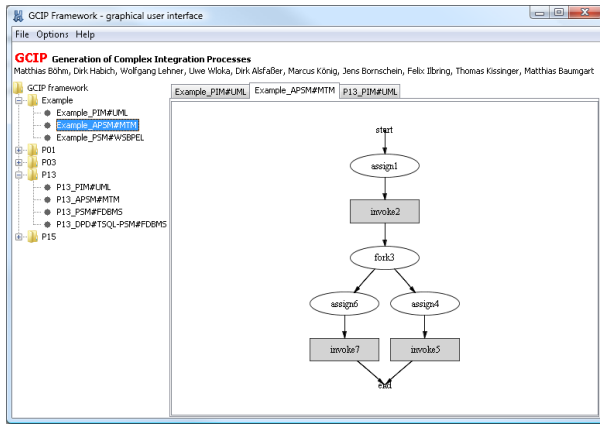 GCIP Framework - graphical user interface
File Options Help
GCIP Generation of Complex Integration Processes
Matthias Böhm, Dirk Habich, Wolfgang Lehner, Uwe Wloka, Dirk Alsfaßer, Marcus König, Jens Bornschein, Felix Ilbring, Thomas Kissinger, Matthias Baumgart
GCIP framework
Example
Example_PIM#UML
Example_APSM#MTM
Example_PSM#WSBPEL
P01
P03
P13
P13_PIM#UML
P13_APSM#MTM
P13_PSM#FDBMS
P13_DPD#TSQL-PSM#FDBMS
P15
Example_PIM#UML Example_APSM#MTM P13_PIM#UML
start
assign1
invoke2
fork3
assign6 assign4
invoke7 invoke5
end